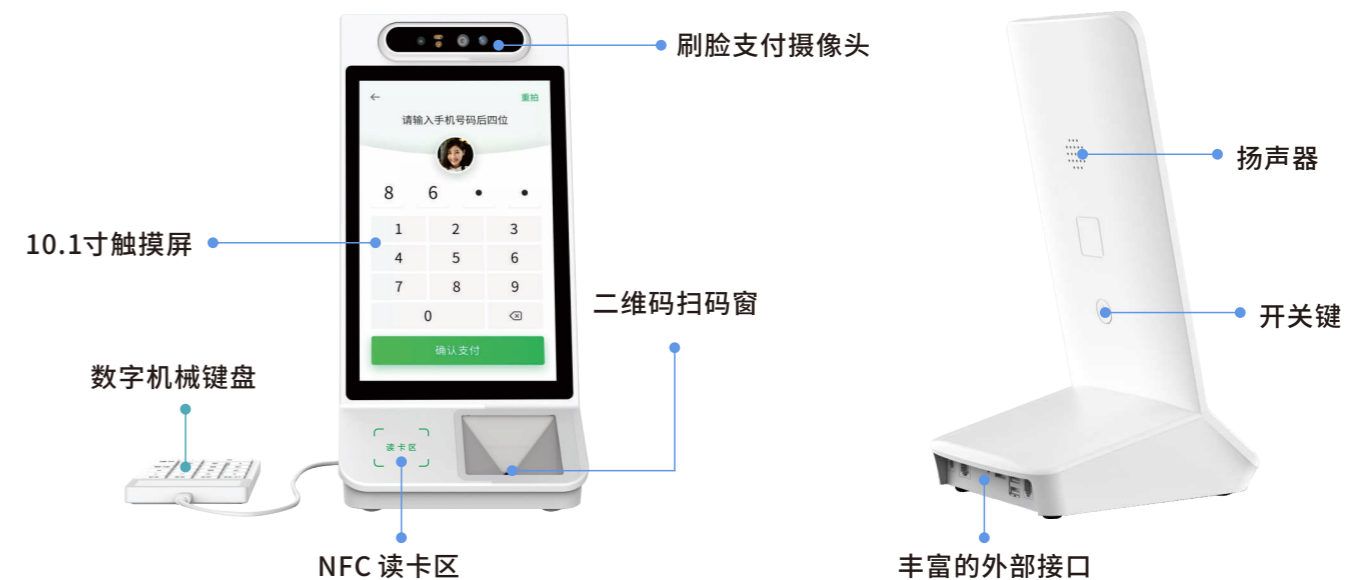 刷脸支付摄像头
←
重拍
请输入手机号码后四位
8 6 • •
扬声器
10.1寸触摸屏
1 2 3
4 5 6
7 8 9
0
二维码扫码窗
开关键
确认支付
数字机械键盘
读卡区
NFC 读卡区
丰富的外部接口